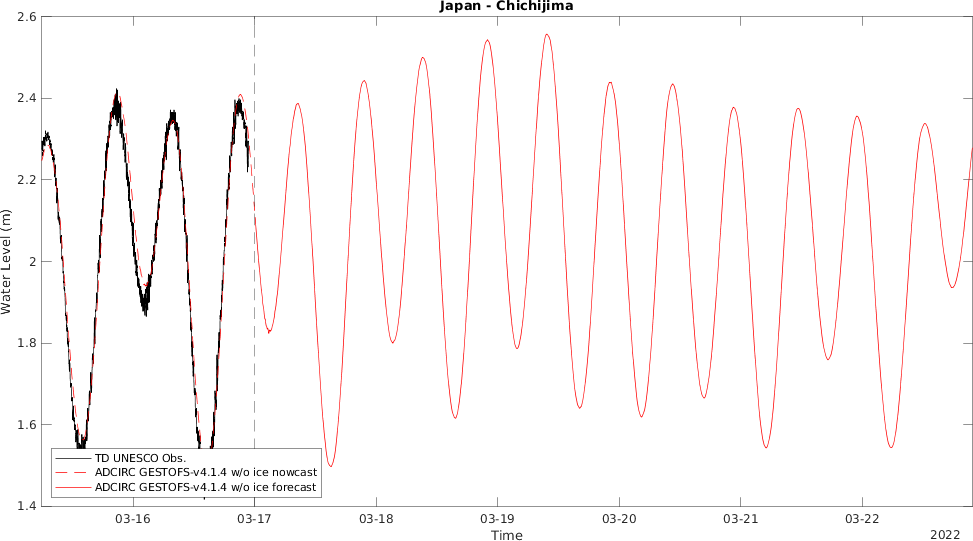 Japan - Chichijima
2.6
2.4
2.2
2
1.8
1.6
1.4
Water Level (m)
TD UNESCO Obs.
ADCIRC GESTOFS-v4.1.4 w/o ice nowcast
ADCIRC GESTOFS-v4.1.4 w/o ice forecast
03-16
03-17
03-18
03-19
03-20
03-21
03-22
Time
2022